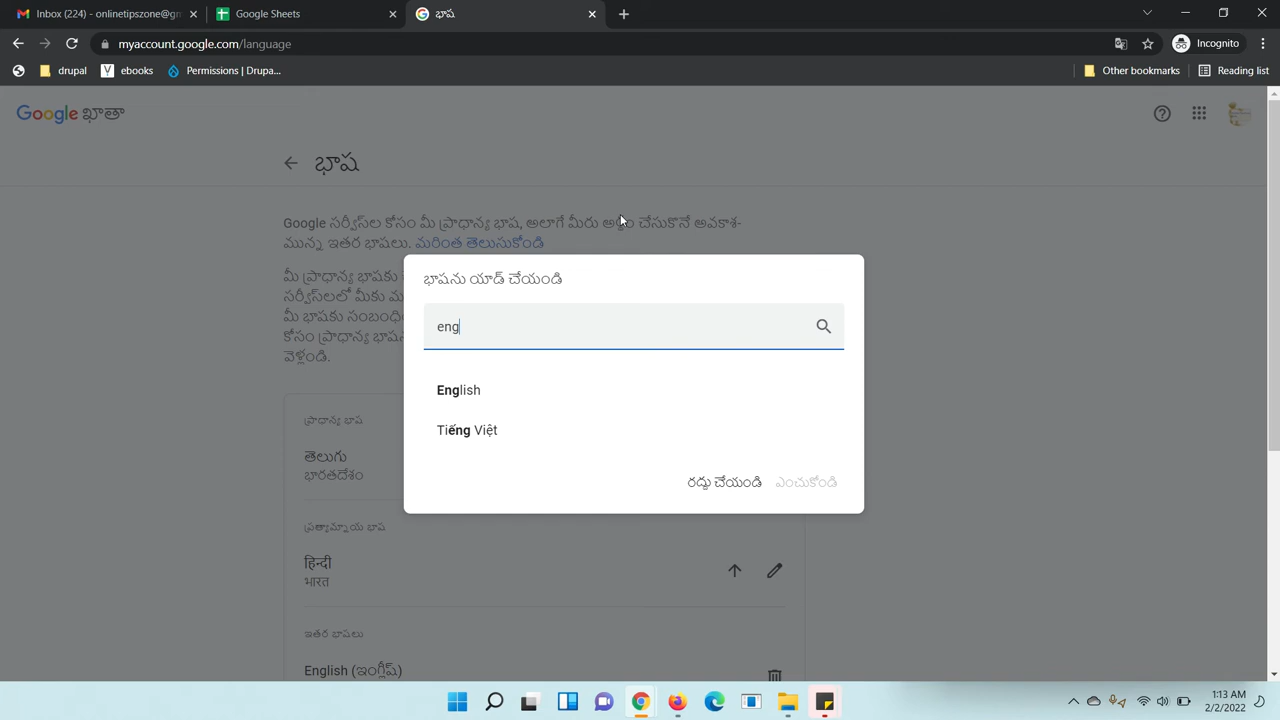 Inbox (224) - onlinetipszone@gm
Google Sheets
భాష
myaccount.google.com/language
Incognito
drupal
ebooks
Permissions | Drupa...
Other bookmarks
Reading list
Google ఖాతా
భాష
Google సర్వీస్‌ల కోసం మీ ప్రాధాన్య భాష, అలాగే మీరు అర్థం చేసుకొనే అవకాశ-
మున్న ఇతర భాషలు. మరింత తెలుసుకోండి
మీ ప్రాధాన్య భాషకు
సర్వీస్‌లలో మీకు
మీ భాషకు
కోసం ప్రాధాన్య
వెళ్లండి.
భాషను యాడ్ చేయండి
eng
English
Tiếng Việt
రద్దు చేయండి
ఎంచుకోండి
ప్రాధాన్య భాష
తెలుగు
భారతదేశం
ప్రత్యామ్నాయ భాష
हिन्दी
भारत
ఇతర భాషలు
English (ఇంగ్లీష్)
1:13 AM
2/2/2022